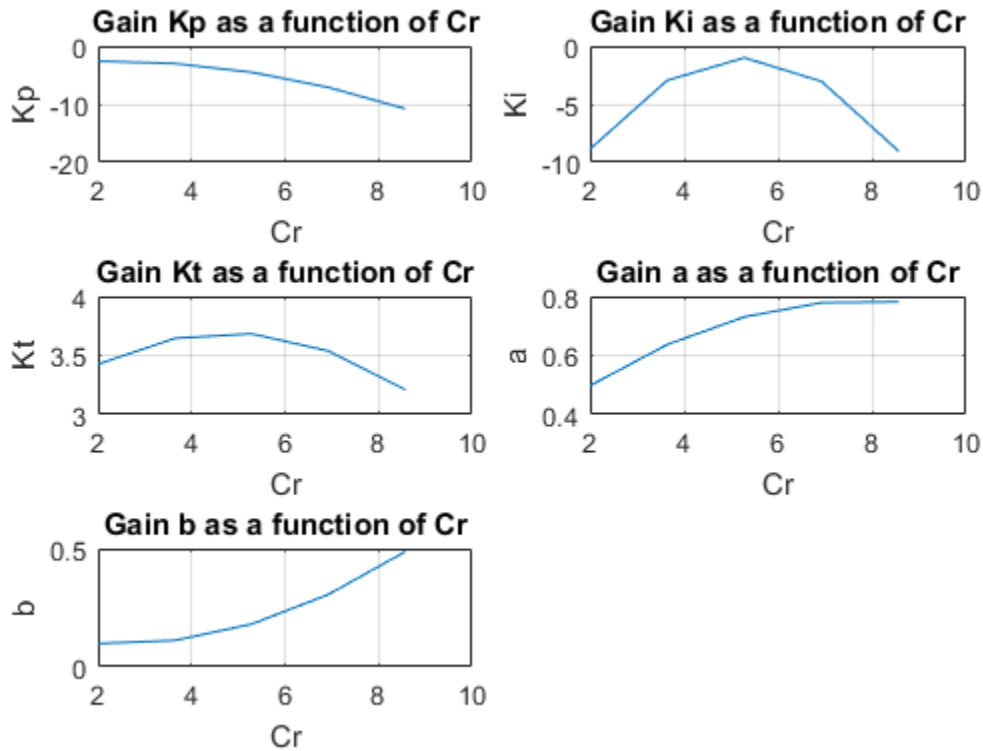 Gain Kp as a function of Cr
Kp
0
-10
-20
2 4 6 8 10
Cr
Gain Ki as a function of Cr
Ki
0
-5
-10
2 4 6 8 10
Cr
Gain Kt as a function of Cr
Kt
4
3.5
3
2 4 6 8 10
Cr
Gain a as a function of Cr
a
0.8
0.6
0.4
2 4 6 8 10
Cr
Gain b as a function of Cr
b
0.5
0
2 4 6 8 10
Cr